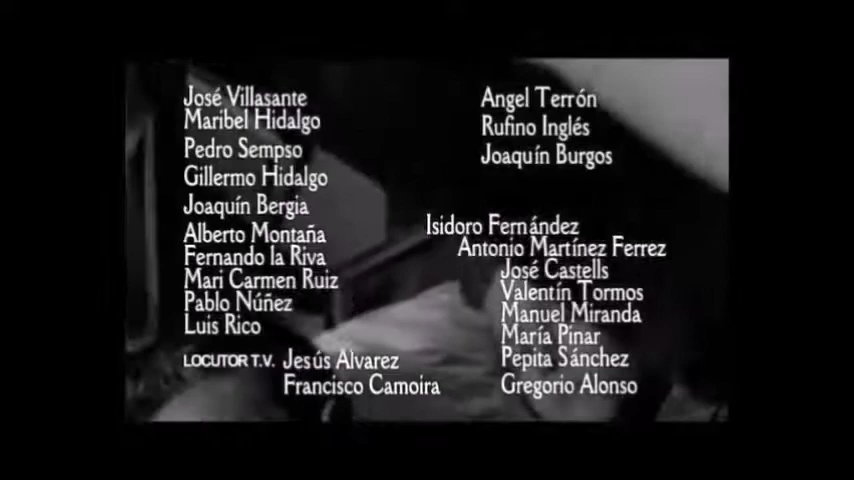 José Villasante
Maribel Hidalgo
Pedro Sempso
Gillermo Hidalgo
Joaquín Bergia
Alberto Montaña
Fernando la Riva
Mari Carmen Ruiz
Pablo Núñez
Luis Rico
LOCUTOR T.V. Jesús Alvarez
Francisco Camoira
Angel Terrón
Rufino Inglés
Joaquín Burgos
Isidoro Fernández
Antonio Martínez Ferrez
José Castells
Valentín Tormos
Manuel Miranda
María Pinar
Pepita Sánchez
Gregorio Alonso